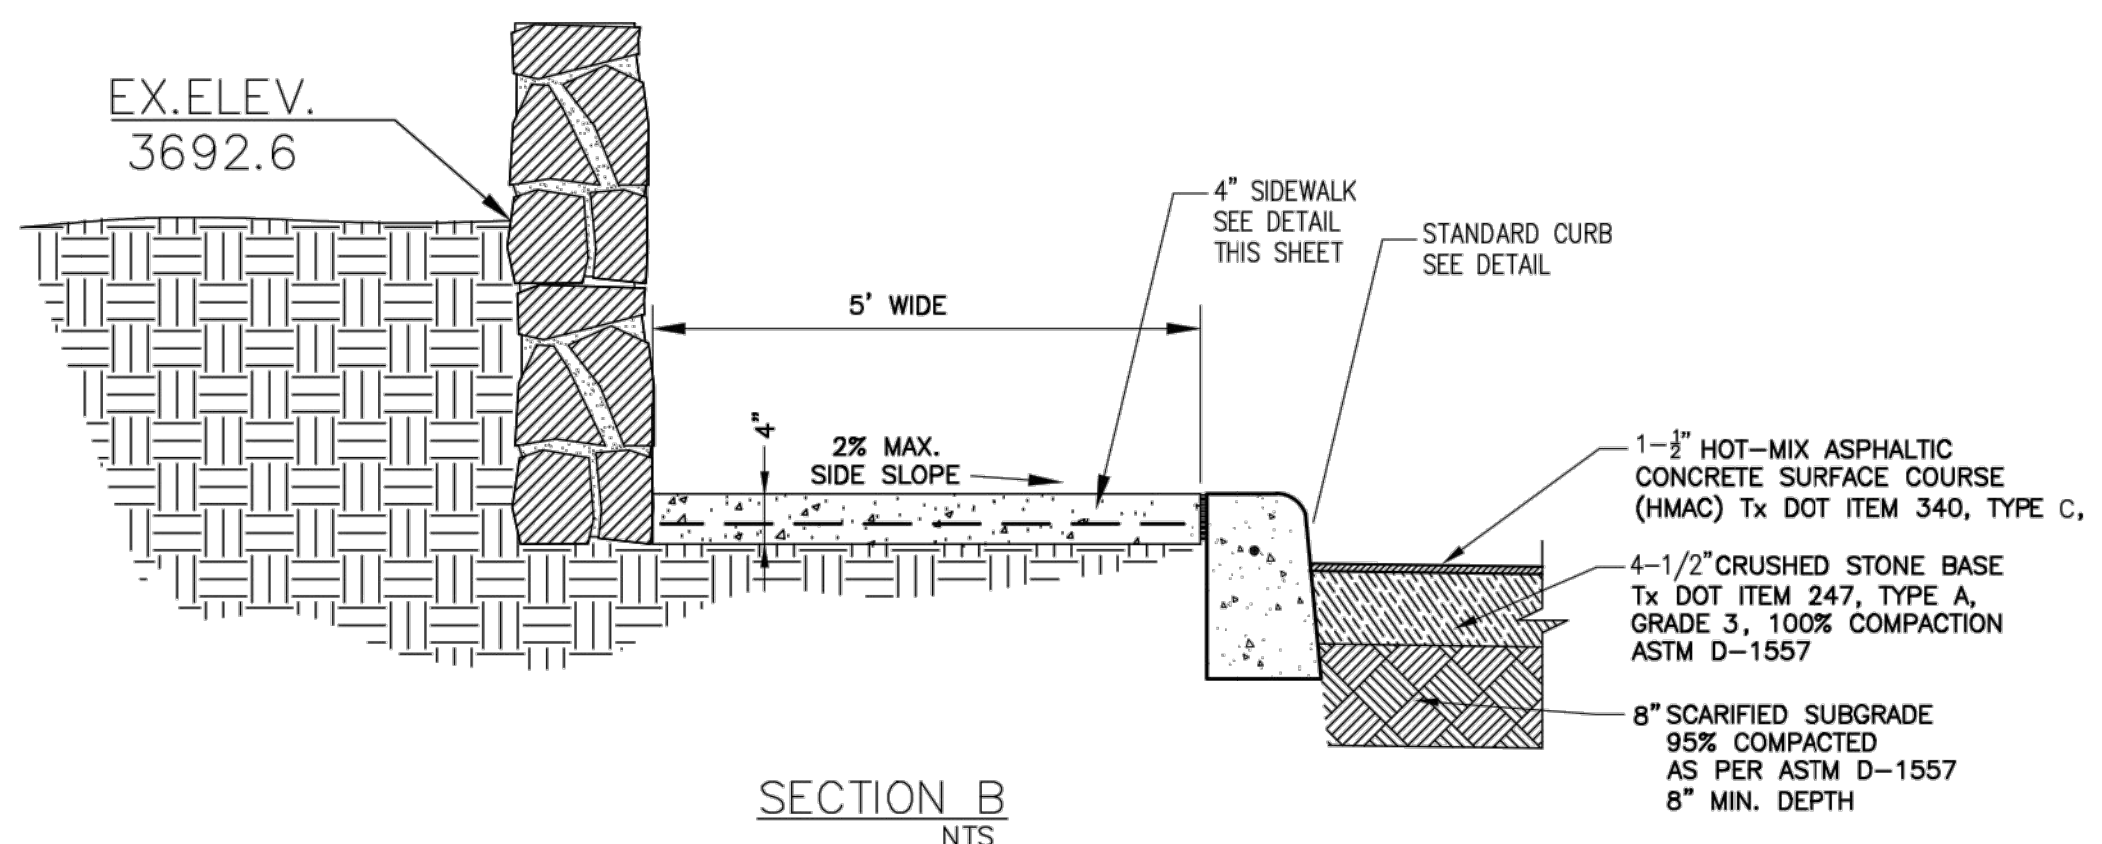 EX.ELEV.
3692.6
4" SIDEWALK
SEE DETAIL
THIS SHEET
STANDARD CURB
SEE DETAIL
5' WIDE
4"
2% MAX.
SIDE SLOPE
1-½" HOT-MIX ASPHALTIC
CONCRETE SURFACE COURSE
(HMAC) Tx DOT ITEM 340, TYPE C,
4-1/2" CRUSHED STONE BASE
Tx DOT ITEM 247, TYPE A,
GRADE 3, 100% COMPACTION
ASTM D-1557
8" SCARIFIED SUBGRADE
95% COMPACTED
AS PER ASTM D-1557
8" MIN. DEPTH
SECTION B
NTS